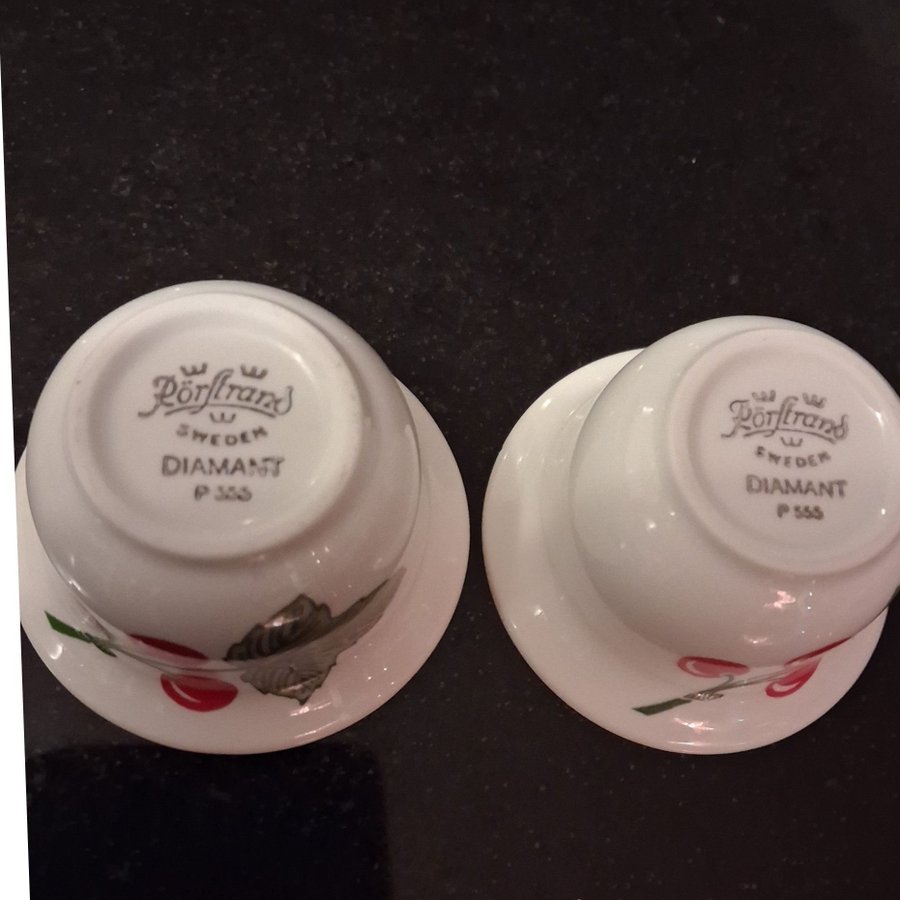 Rörstrand
SWEDEN
DIAMANT
P 555
Rörstrand
SWEDEN
DIAMANT
P 555